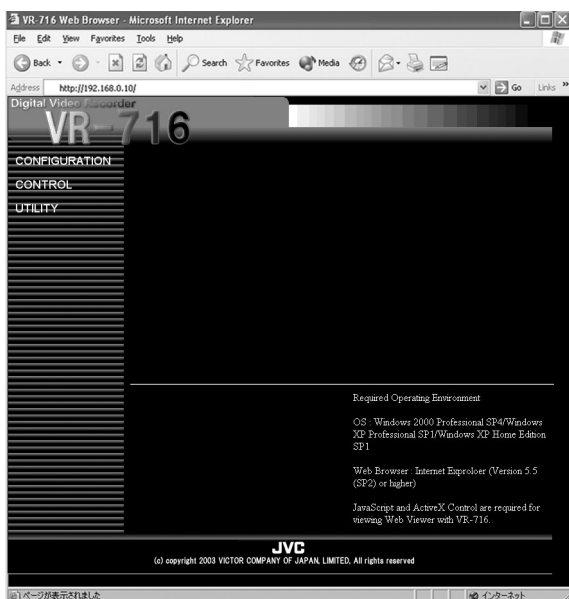 VR-716 Web Browser - Microsoft Internet Explorer
File Edit View Favorites Tools Help
Back Search Favorites Media
Address http://192.168.0.10/ Go Links »
Digital Video Recorder
VR-716
CONFIGURATION
CONTROL
UTILITY
Required Operating Environment
OS : Windows 2000 Professional SP4/Windows
XP Professional SP1/Windows XP Home Edition
SP1
Web Browser : Internet Exproloer (Version 5.5
(SP2) or higher)
JavaScript and ActiveX Control are required for
viewing Web Viewer with VR-716.
JVC
(c) copyright 2003 VICTOR COMPANY OF JAPAN, LIMITED, All rights reserved
ページが表示されました インターネット